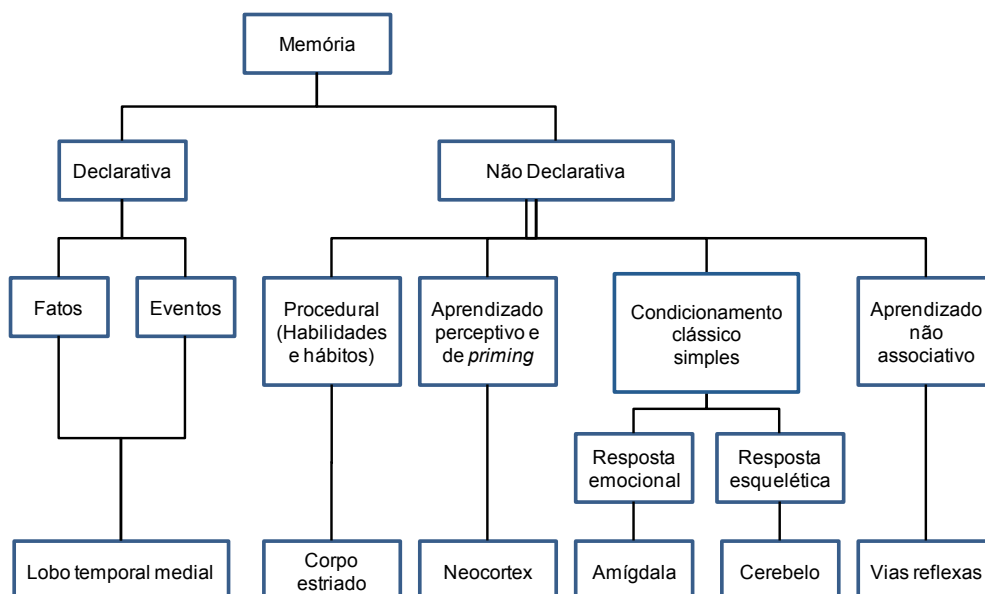 Memória
Declarativa
Não Declarativa
Fatos
Eventos
Procedural
(Habilidades
e hábitos)
Aprendizado
perceptivo e
de priming
Condicionamento
clássico
simples
Aprendizado
não
associativo
Resposta
emocional
Resposta
esquelética
Lobo temporal medial
Corpo
estriado
Neocortex
Amígdala
Cerebelo
Vias reflexas